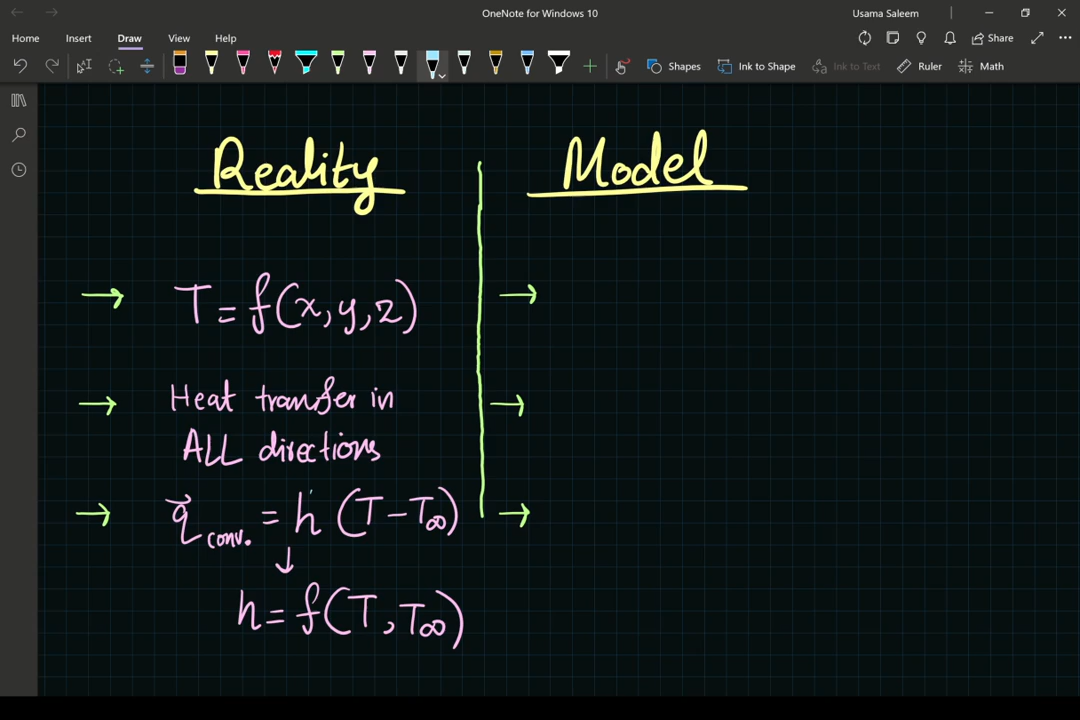 OneNote for Windows 10
Usama Saleem
Home Insert Draw View Help
Share
Shapes Ink to Shape Ink to Text Ruler Math
Reality
Model
→ T = f(x, y, z)
→
→ Heat transfer in
ALL directions
→
→ q⃗ conv. = h (T - T∞)
→
↓
h = f(T, T∞)